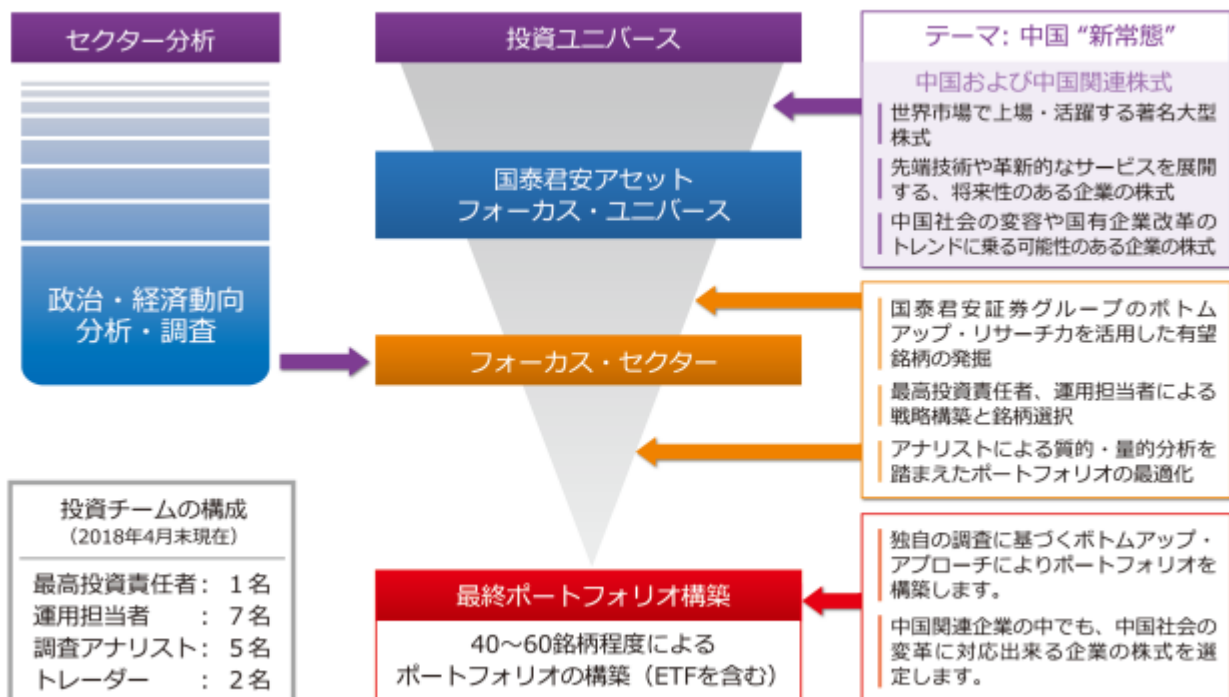 セクター分析
政治・経済動向
分析・調査
投資チームの構成
（2018年4月末現在）
最高投資責任者： 1名
運用担当者　　： 7名
調査アナリスト： 5名
トレーダー　　： 2名
投資ユニバース
国泰君安アセット
フォーカス・ユニバース
フォーカス・セクター
最終ポートフォリオ構築
40～60銘柄程度による
ポートフォリオの構築（ETFを含む）
テーマ: 中国 “新常態”
中国および中国関連株式
世界市場で上場・活躍する著名大型
株式
先端技術や革新的なサービスを展開
する、将来性のある企業の株式
中国社会の変容や国有企業改革の
トレンドに乗る可能性のある企業の株式
国泰君安証券グループのボトム
アップ・リサーチ力を活用した有望
銘柄の発掘
最高投資責任者、運用担当者による
戦略構築と銘柄選択
アナリストによる質的・量的分析を
踏まえたポートフォリオの最適化
独自の調査に基づくボトムアップ・
アプローチによりポートフォリオを
構築します。
中国関連企業の中でも、中国社会の
変革に対応出来る企業の株式を選
定します。